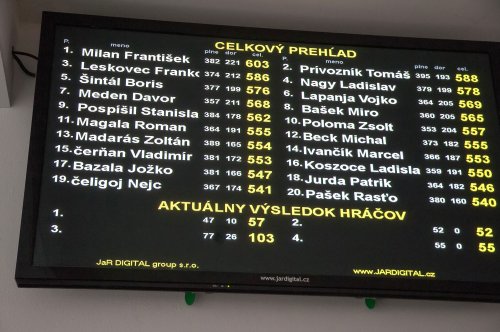 CELKOVÝ PREHĽAD
P. meno plne dor cel. P. meno plne dor cel.
1. Milan František 382 221 603
2. Privozník Tomáš 395 193 588
3. Leskovec Franko 374 212 586
4. Nagy Ladislav 379 199 578
5. Šintál Boris 377 199 576
6. Lapanja Vojko 364 205 569
7. Meden Davor 357 211 568
8. Bašek Miro 360 205 565
9. Pospíšil Stanisla 384 178 562
10. Poloma Zsolt 353 204 557
11. Magala Roman 364 191 555
12. Beck Michal 373 182 555
13. Madarás Zoltán 389 165 554
14. Ivančík Marcel 366 187 553
15. čerňan Vladimír 381 172 553
16. Koszoce Ladisla 359 191 550
17. Bazala Jožko 381 166 547
18. Jurda Patrik 364 182 546
19. čeligoj Nejc 367 174 541
20. Pašek Rasťo 380 160 540
AKTUÁLNY VÝSLEDOK HRÁČOV
1. 47 10 57 2. 52 0 52
3. 77 26 103 4. 55 0 55
JaR DIGITAL group s.r.o. www.JARDIGITAL.cz
www.jardigital.cz